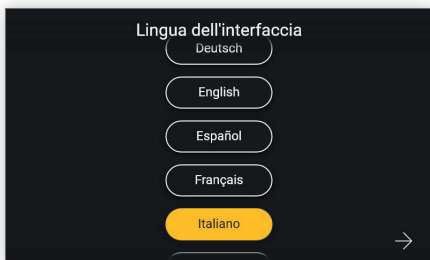 Lingua dell'interfaccia
Deutsch
English
Español
Français
Italiano